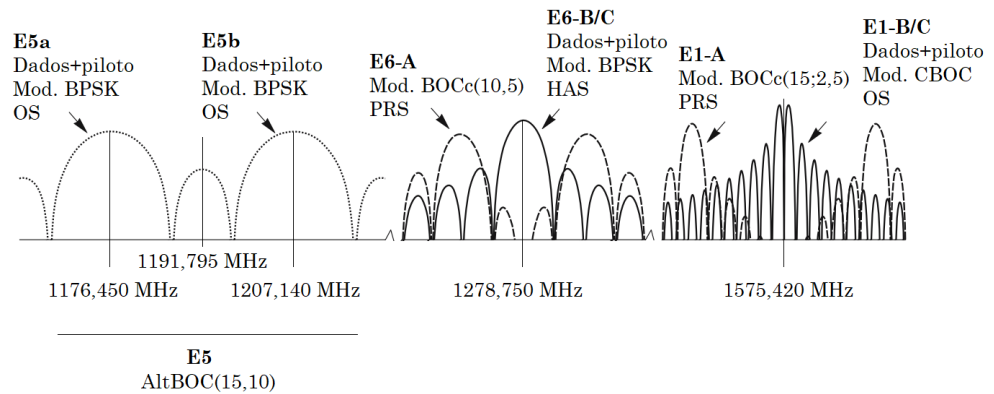 E5a
Dados+piloto
Mod. BPSK
OS
E5b
Dados+piloto
Mod. BPSK
OS
E6-A
Mod. BOCc(10,5)
PRS
E6-B/C
Dados+piloto
Mod. BPSK
HAS
E1-A
Mod. BOCc(15;2,5)
PRS
E1-B/C
Dados+piloto
Mod. CBOC
OS
1191,795 MHz
1176,450 MHz
1207,140 MHz
1278,750 MHz
1575,420 MHz
E5
AltBOC(15,10)